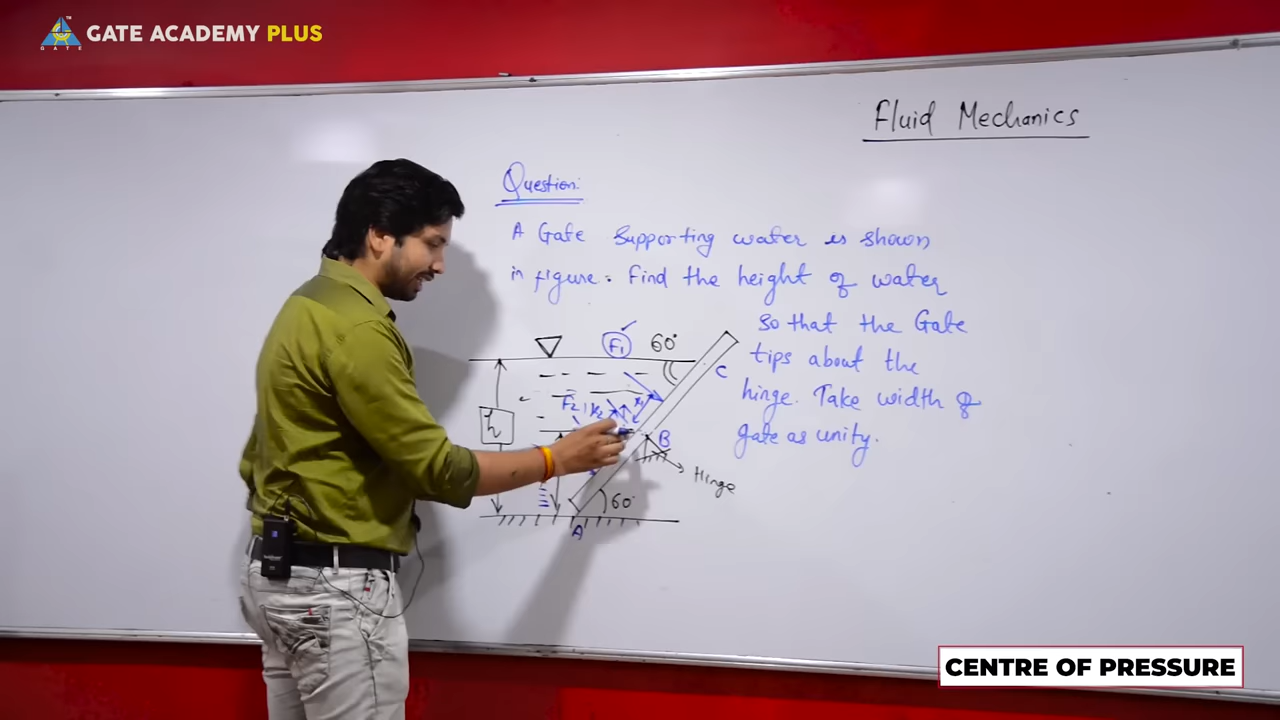 GATE ACADEMY PLUS
GATE
Fluid Mechanics
Question:
A Gate supporting water is shown
in figure. Find the height of water
so that the Gate
tips about the
hinge. Take width of
gate as unity.
F1
60°
C
F2
h
B
Hinge
60°
A
CENTRE OF PRESSURE